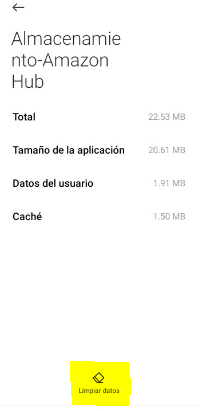 Almacenamie
nto-Amazon
Hub
Total 22.53 MB
Tamaño de la aplicación 20.61 MB
Datos del usuario 1.91 MB
Caché 1.50 MB
Limpiar datos